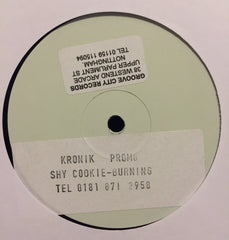 GROOVE CITY RECORDS
38 WESTEND ARCADE
UPPER PARLIMENT ST
NOTTINGHAM.
TEL 01159 115094
KRONIK - PROMO
SHY COOKIE-BURNING
TEL 0181 871 2958